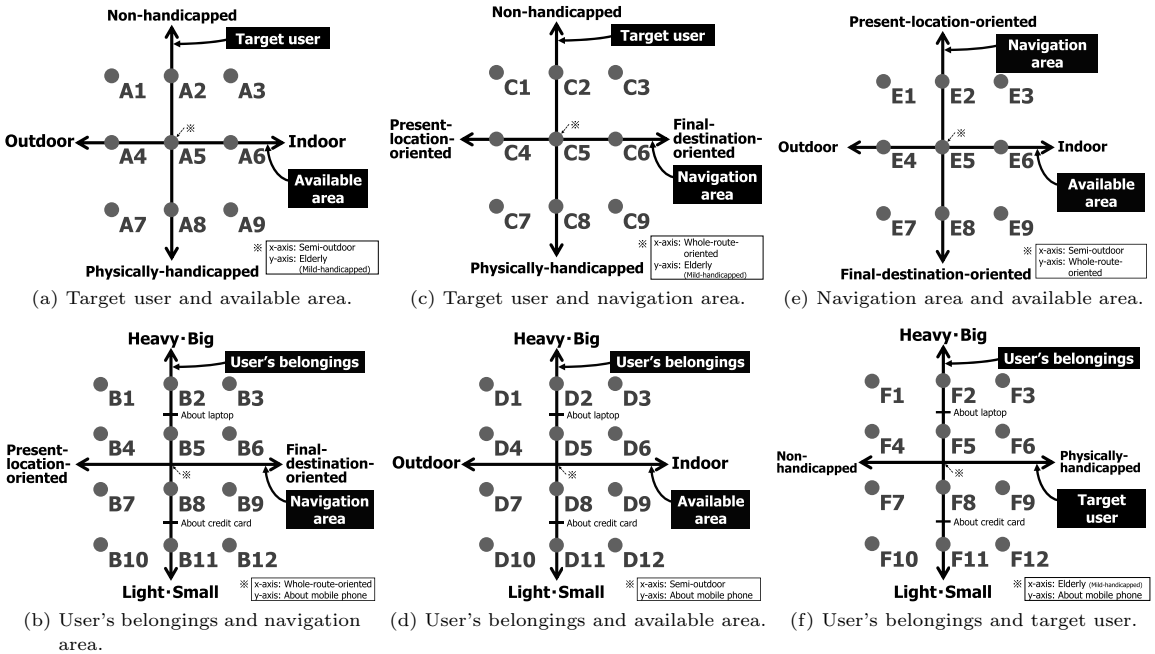 Non-handicapped
Target user
A1 A2 A3
※
Outdoor Indoor
A4 A5 A6
Available
area
A7 A8 A9
※ x-axis: Semi-outdoor
y-axis: Elderly
(Mild-handicapped)
Physically-handicapped
(a) Target user and available area.
Non-handicapped
Target user
C1 C2 C3
※
Present-
location-
oriented
Final-
destination-
oriented
C4 C5 C6
Navigation
area
C7 C8 C9
※ x-axis: Whole-route-
oriented
y-axis: Elderly
(Mild-handicapped)
Physically-handicapped
(c) Target user and navigation area.
Present-location-oriented
Navigation
area
E1 E2 E3
※
Outdoor Indoor
E4 E5 E6
Available
area
E7 E8 E9
※ x-axis: Semi-outdoor
y-axis: Whole-route-
oriented
Final-destination-oriented
(e) Navigation area and available area.
Heavy・Big
User's belongings
B1 B2 B3
About laptop
B4 B5 B6
Present-
location-
oriented
Final-
destination-
oriented
※
Navigation
area
B7 B8 B9
About credit card
B10 B11 B12
Light・Small
※ x-axis: Whole-route-oriented
y-axis: About mobile phone
(b) User's belongings and navigation
area.
Heavy・Big
User's belongings
D1 D2 D3
About laptop
D4 D5 D6
Outdoor Indoor
※
Available
area
D7 D8 D9
About credit card
D10 D11 D12
Light・Small
※ x-axis: Semi-outdoor
y-axis: About mobile phone
(d) User's belongings and available area.
Heavy・Big
User's belongings
F1 F2 F3
About laptop
F4 F5 F6
Non-
handicapped
Physically-
handicapped
※
Target
user
F7 F8 F9
About credit card
F10 F11 F12
Light・Small
※ x-axis: Elderly (Mild-handicapped)
y-axis: About mobile phone
(f) User's belongings and target user.